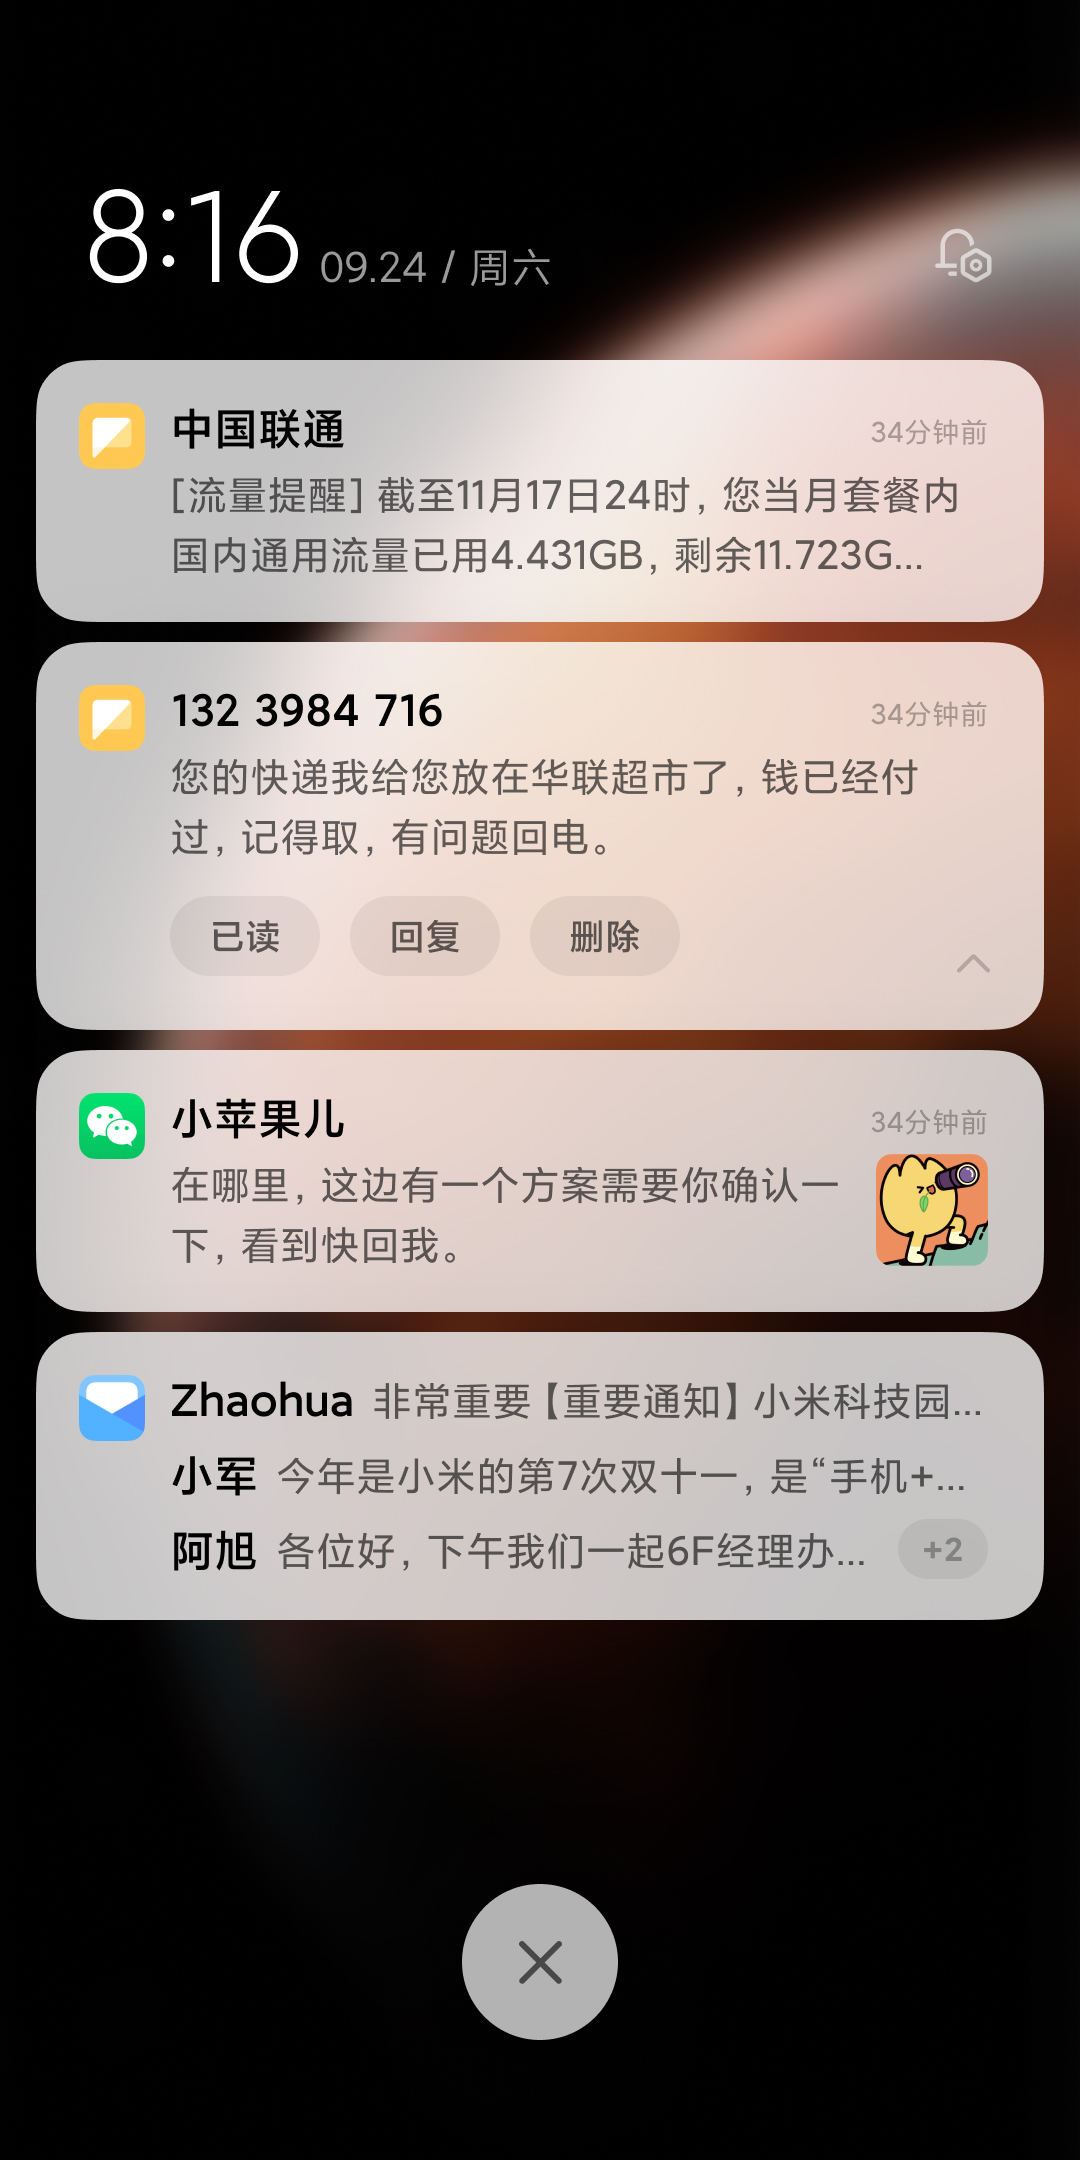 8:16 09.24 / 周六
中国联通 34分钟前
[流量提醒] 截至11月17日24时, 您当月套餐内
国内通用流量已用4.431GB, 剩余11.723G...
132 3984 716 34分钟前
您的快递我给您放在华联超市了, 钱已经付
过, 记得取, 有问题回电。
已读 回复 删除
小苹果儿 34分钟前
在哪里, 这边有一个方案需要你确认一
下, 看到快回我。
Zhaohua 非常重要【重要通知】小米科技园...
小军 今年是小米的第7次双十一, 是“手机+...
阿旭 各位好, 下午我们一起6F经理办... +2